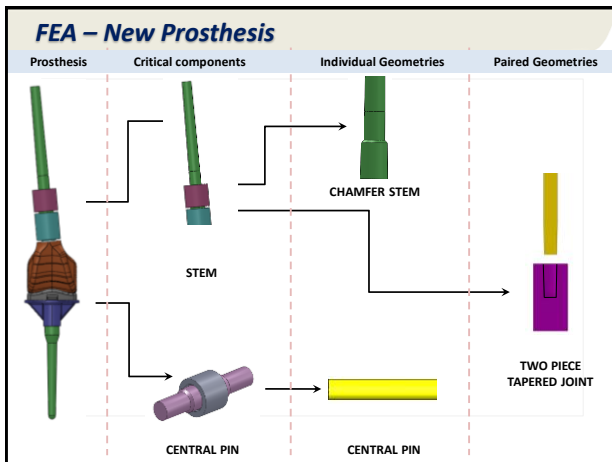 FEA – New Prosthesis
Prosthesis
Critical components
Individual Geometries
Paired Geometries
CHAMFER STEM
STEM
TWO PIECE
TAPERED JOINT
CENTRAL PIN
CENTRAL PIN